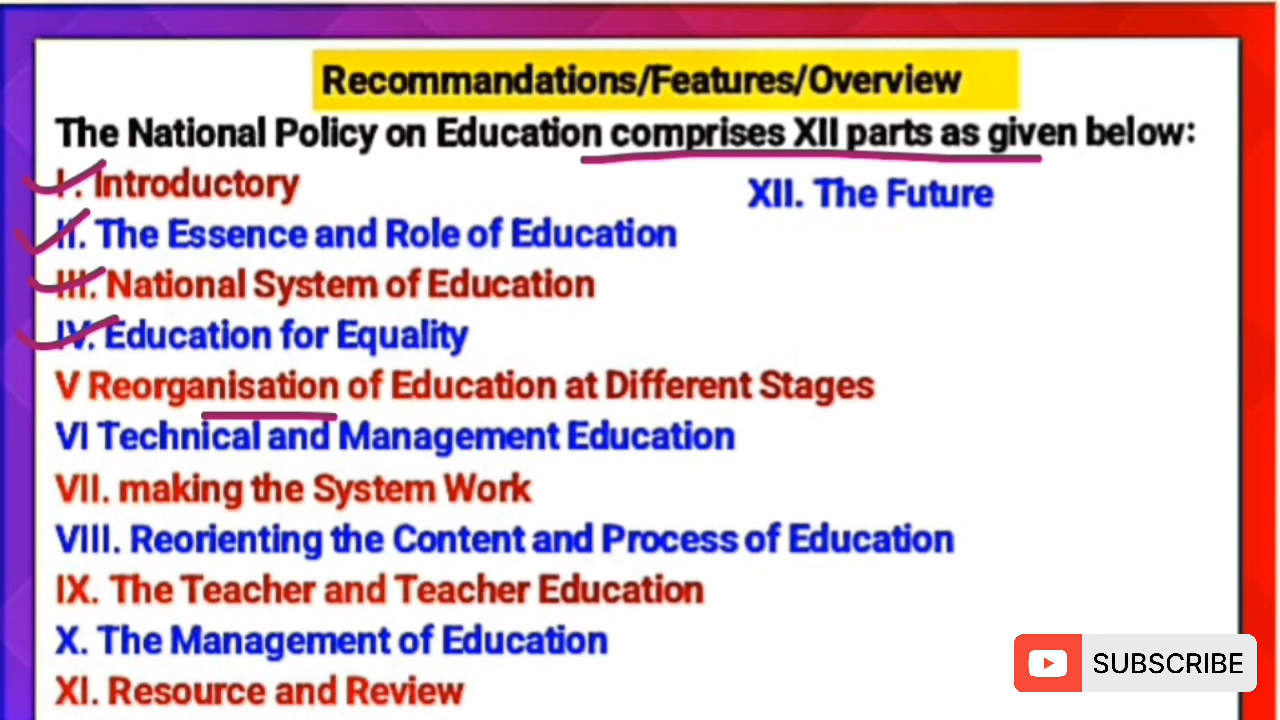 Recommandations/Features/Overview
The National Policy on Education comprises XII parts as given below:
I. Introductory
XII. The Future
II. The Essence and Role of Education
III. National System of Education
IV. Education for Equality
V Reorganisation of Education at Different Stages
VI Technical and Management Education
VII. making the System Work
VIII. Reorienting the Content and Process of Education
IX. The Teacher and Teacher Education
X. The Management of Education
XI. Resource and Review
SUBSCRIBE